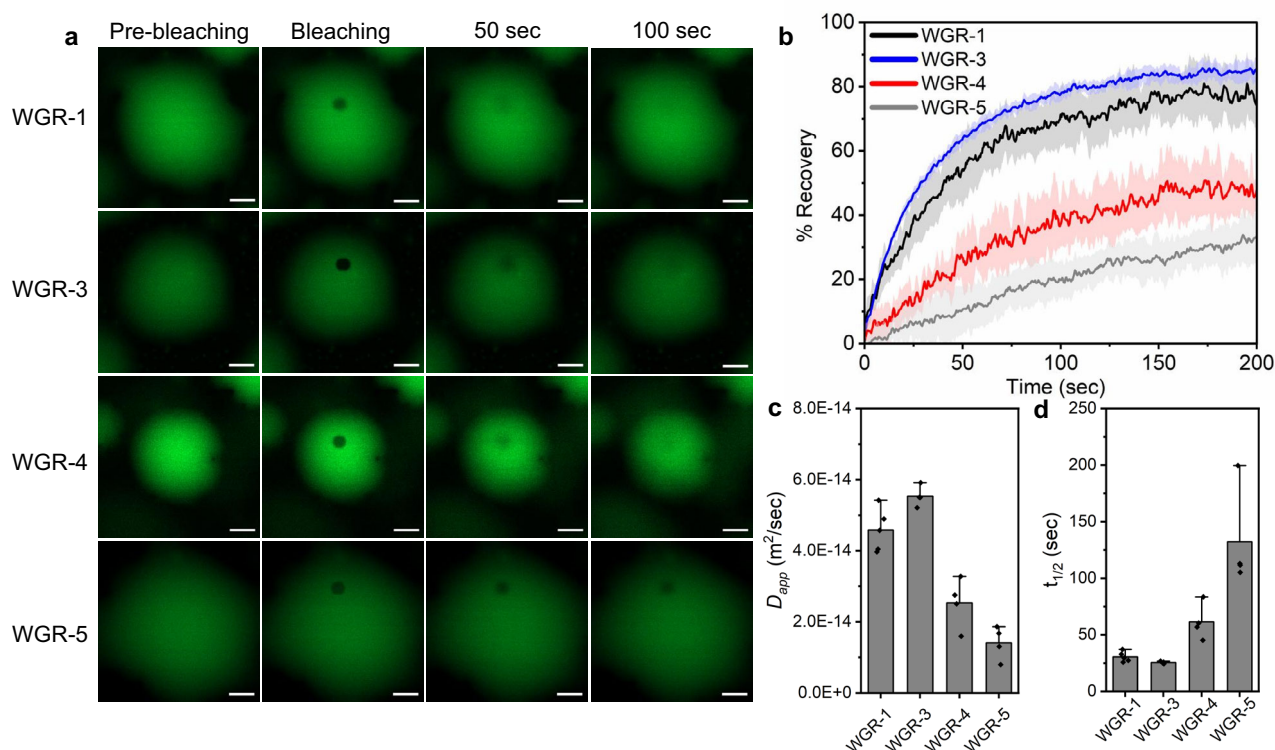 a
Pre-bleaching Bleaching 50 sec 100 sec
WGR-1
WGR-3
WGR-4
WGR-5
b
100
80
60
40
20
0
% Recovery
WGR-1
WGR-3
WGR-4
WGR-5
0 50 100 150 200
Time (sec)
c
8.0E-14
6.0E-14
4.0E-14
2.0E-14
0.0E+0
D_app (m²/sec)
WGR-1 WGR-3 WGR-4 WGR-5
d
250
200
150
100
50
0
t_1/2 (sec)
WGR-1 WGR-3 WGR-4 WGR-5